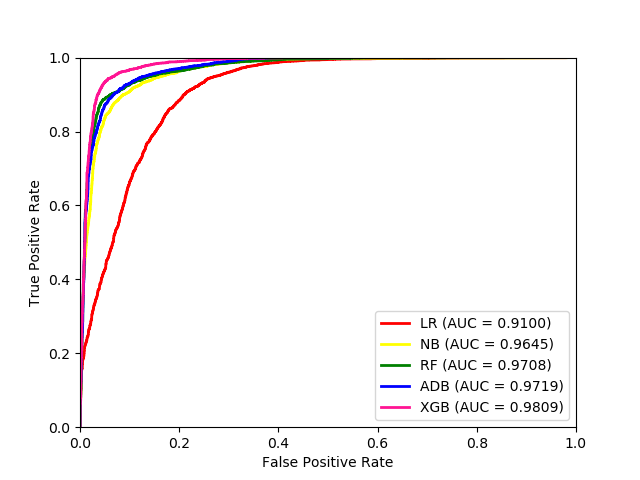 1.0
0.8
0.6
0.4
0.2
0.0
True Positive Rate
LR (AUC = 0.9100)
NB (AUC = 0.9645)
RF (AUC = 0.9708)
ADB (AUC = 0.9719)
XGB (AUC = 0.9809)
0.0 0.2 0.4 0.6 0.8 1.0
False Positive Rate